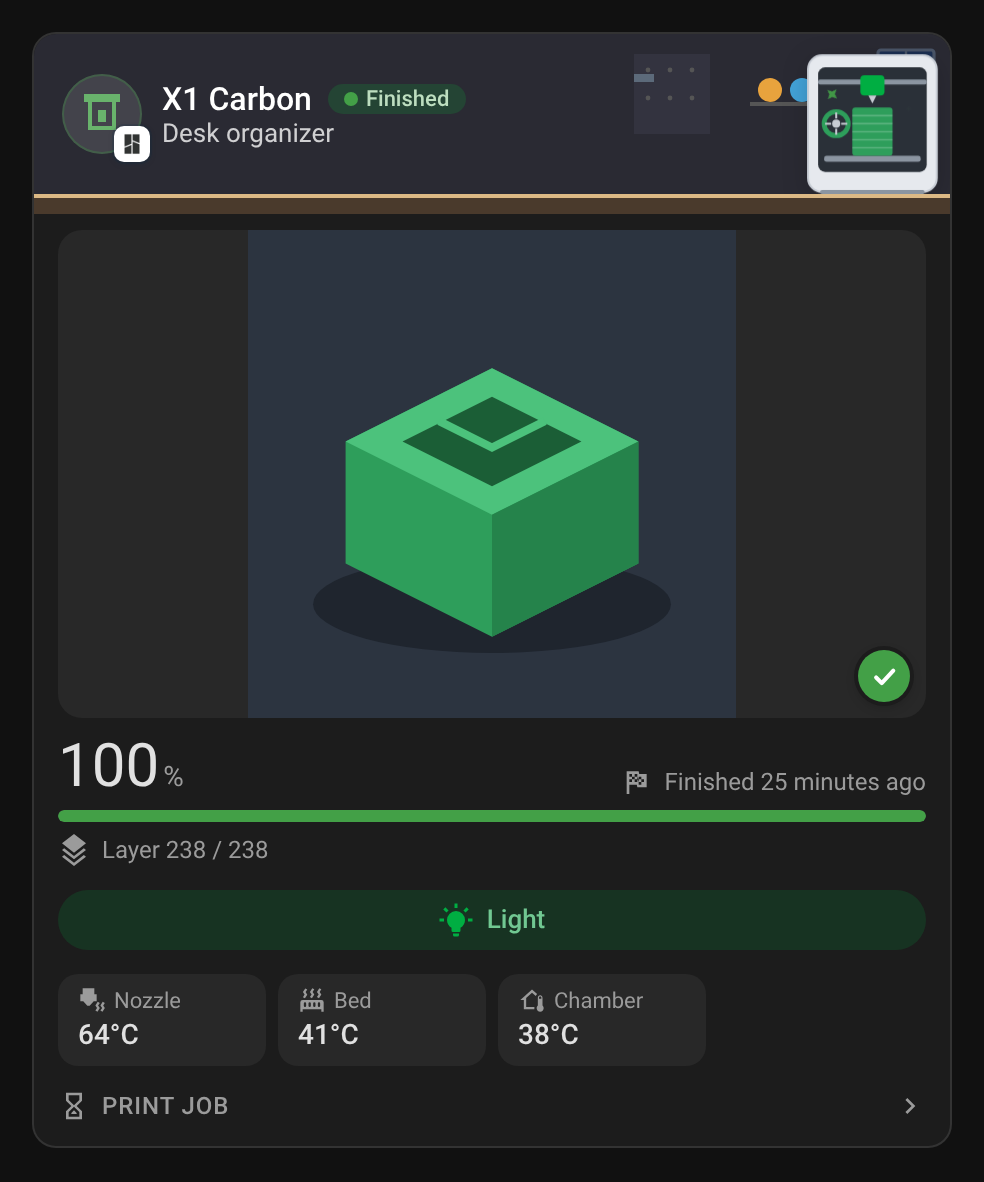 X1 Carbon
Finished
Desk organizer
100%
Finished 25 minutes ago
Layer 238 / 238
Light
Nozzle
64°C
Bed
41°C
Chamber
38°C
PRINT JOB